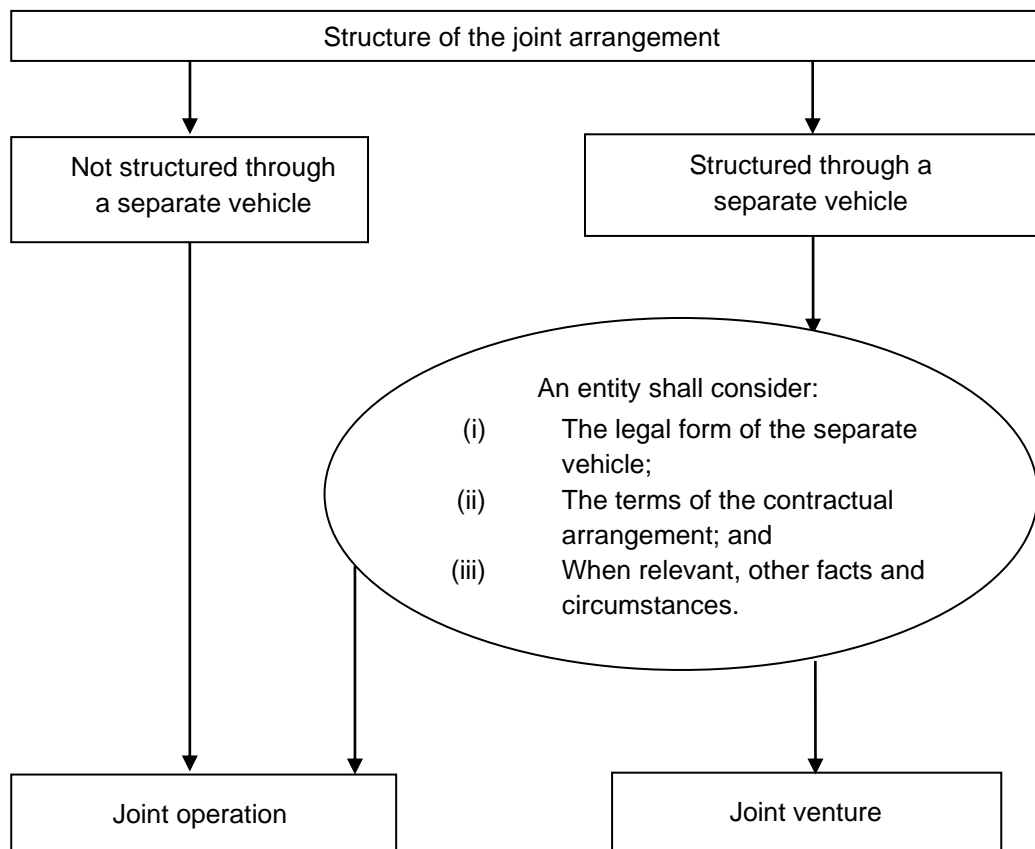 Structure of the joint arrangement
Not structured through
a separate vehicle
Structured through a
separate vehicle
An entity shall consider:
(i) The legal form of the separate
vehicle;
(ii) The terms of the contractual
arrangement; and
(iii) When relevant, other facts and
circumstances.
Joint operation
Joint venture